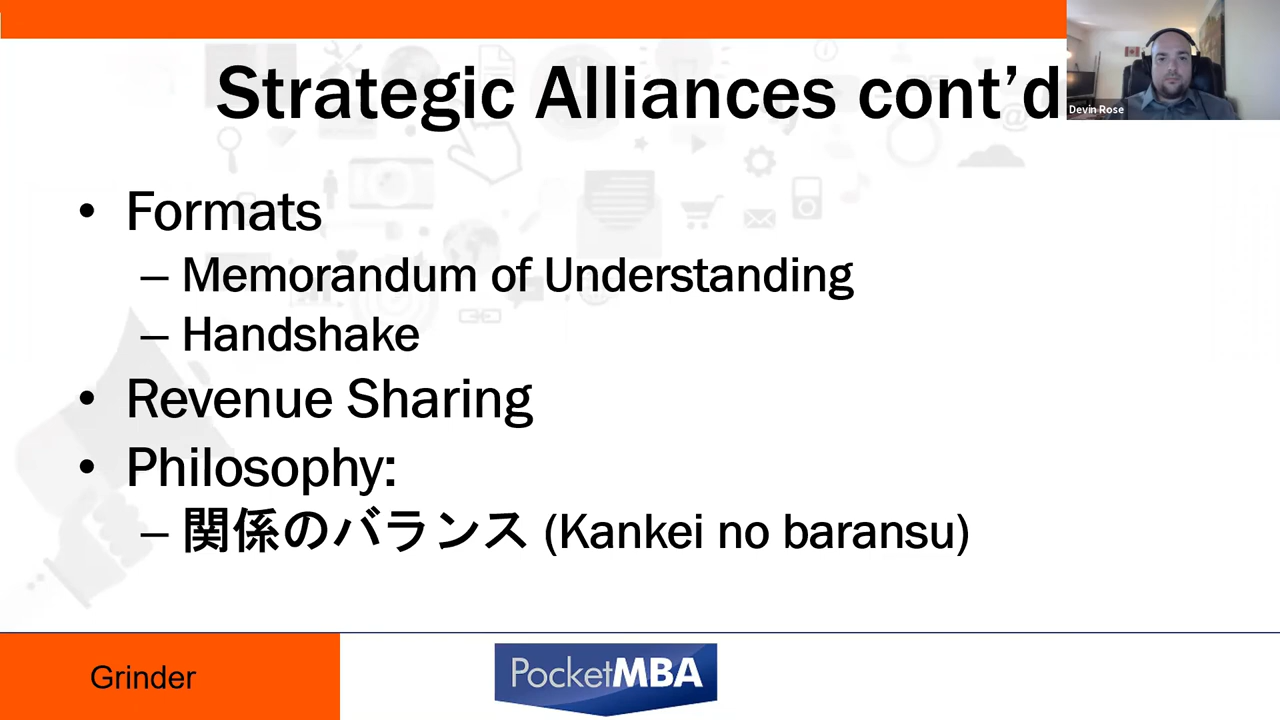 Strategic Alliances cont’d
Devin Rose
• Formats
– Memorandum of Understanding
– Handshake
• Revenue Sharing
• Philosophy:
– 関係のバランス (Kankei no baransu)
Grinder
PocketMBA